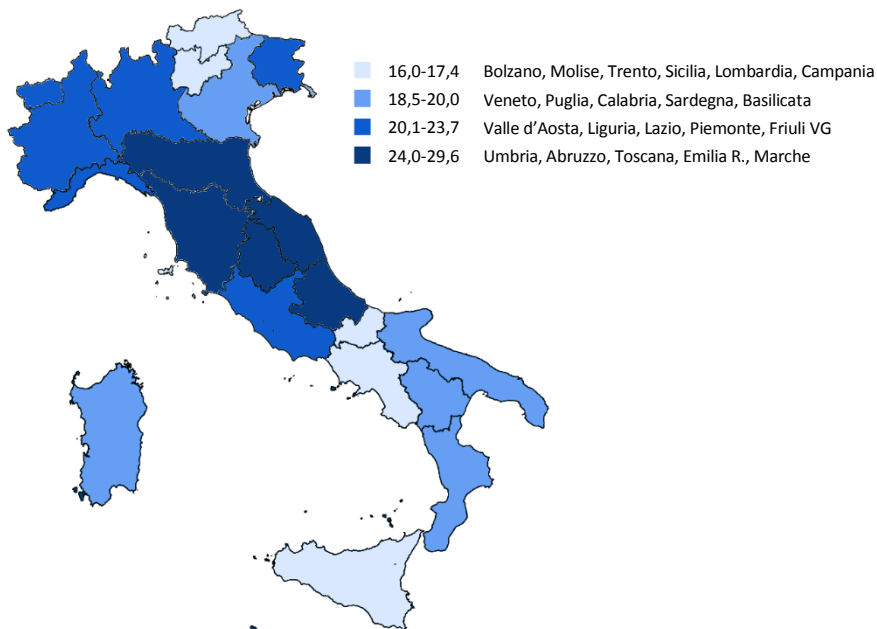 16,0-17,4 Bolzano, Molise, Trento, Sicilia, Lombardia, Campania
18,5-20,0 Veneto, Puglia, Calabria, Sardegna, Basilicata
20,1-23,7 Valle d’Aosta, Liguria, Lazio, Piemonte, Friuli VG
24,0-29,6 Umbria, Abruzzo, Toscana, Emilia R., Marche